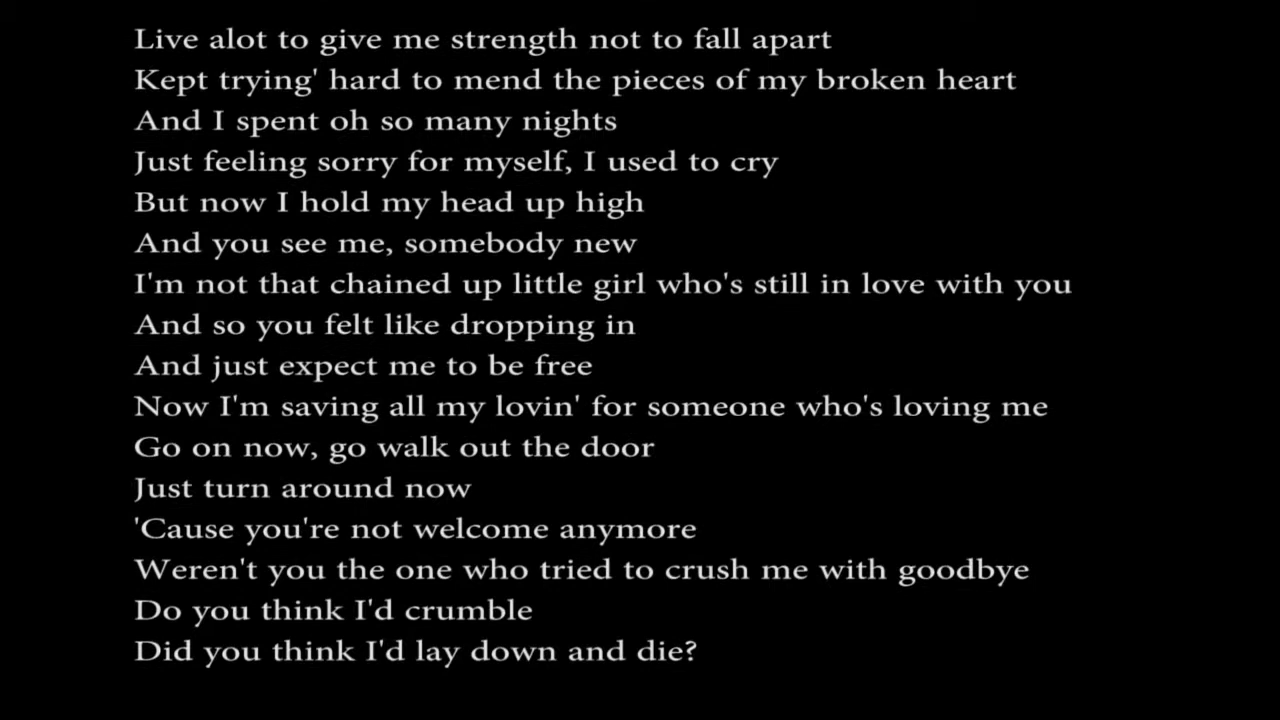 Live alot to give me strength not to fall apart
Kept trying' hard to mend the pieces of my broken heart
And I spent oh so many nights
Just feeling sorry for myself, I used to cry
But now I hold my head up high
And you see me, somebody new
I'm not that chained up little girl who's still in love with you
And so you felt like dropping in
And just expect me to be free
Now I'm saving all my lovin' for someone who's loving me
Go on now, go walk out the door
Just turn around now
'Cause you're not welcome anymore
Weren't you the one who tried to crush me with goodbye
Do you think I'd crumble
Did you think I'd lay down and die?